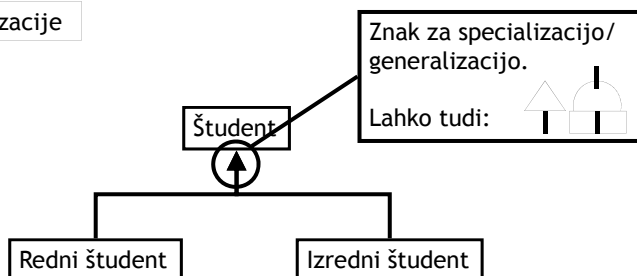 zacije
Znak za specializacijo/
generalizacijo.
Lahko tudi:
Študent
Redni študent
Izredni študent